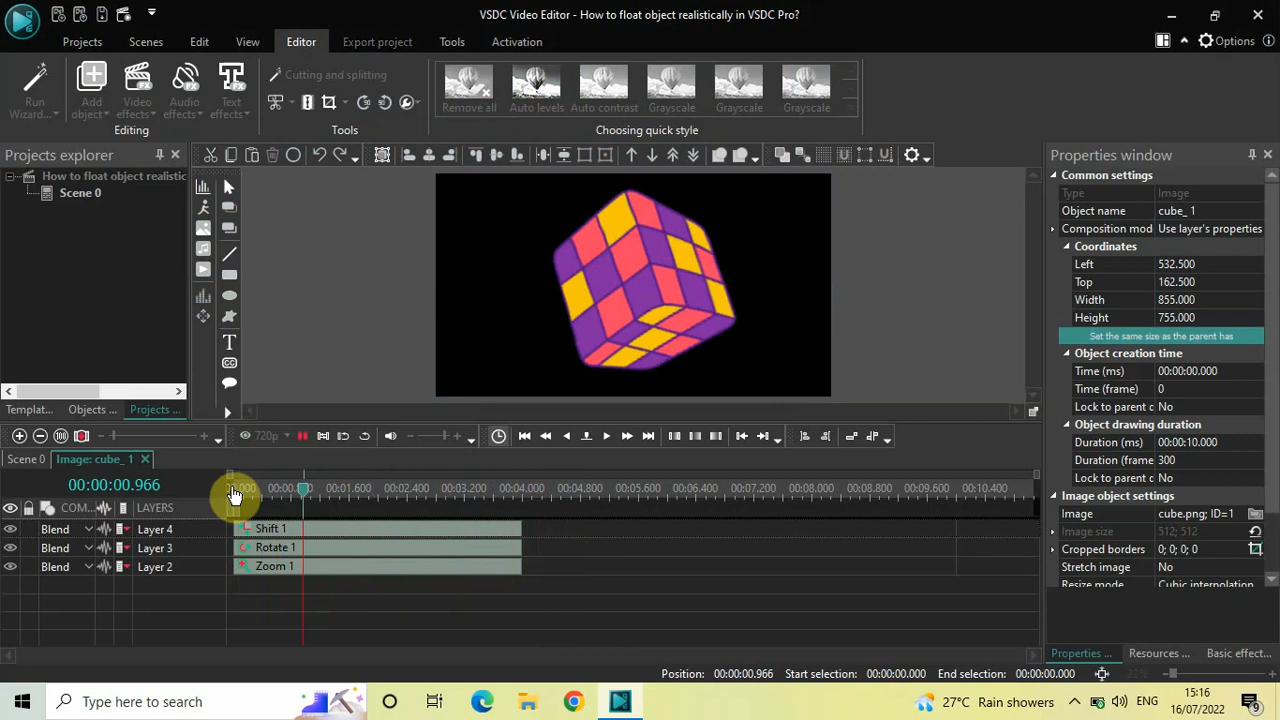 VSDC Video Editor - How to float object realistically in VSDC Pro?
Projects Scenes Edit View Editor Export project Tools Activation Options
Run Wizard... Add object Video effects Audio effects Text effects
Editing
Cutting and splitting
Tools
Remove all Auto levels Auto contrast Grayscale Grayscale Grayscale
Choosing quick style
Projects explorer
How to float object realistic
Scene 0
Templat... Objects ... Projects ...
Properties window
Common settings
Type Image
Object name cube_ 1
Composition mod Use layer's properties
Coordinates
Left 532.500
Top 162.500
Width 855.000
Height 755.000
Set the same size as the parent has
Object creation time
Time (ms) 00:00:00.000
Time (frame) 0
Lock to parent c No
Object drawing duration
Duration (ms) 00:00:10.000
Duration (frame 300
Lock to parent c No
Image object settings
Image cube.png; ID=1
Image size 512; 512
Cropped borders 0; 0; 0; 0
Stretch image No
Resize mode Cubic interpolation
Properties ... Resources ... Basic effect...
720p
Scene 0 Image: cube_ 1
00:00:00.966
00:01.600 00:02.400 00:03.200 00:04.000 00:04.800 00:05.600 00:06.400 00:07.200 00:08.000 00:08.800 00:09.600 00:10.400
COM... LAYERS
Blend Layer 4 Shift 1
Blend Layer 3 Rotate 1
Blend Layer 2 Zoom 1
Position: 00:00:00.966 Start selection: 00:00:00.000 End selection: 00:00:00.000
Type here to search
27°C Rain showers ENG
15:16
16/07/2022
9